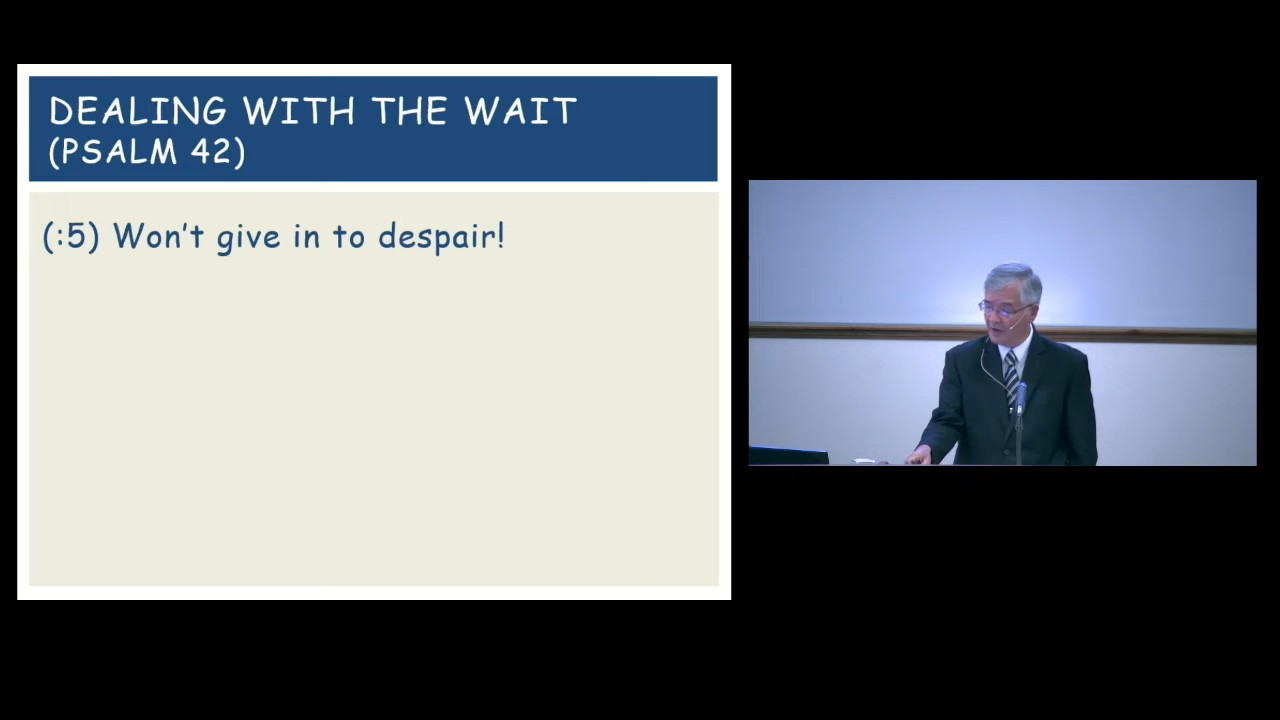 DEALING WITH THE WAIT
(PSALM 42)
(:5) Won't give in to despair!